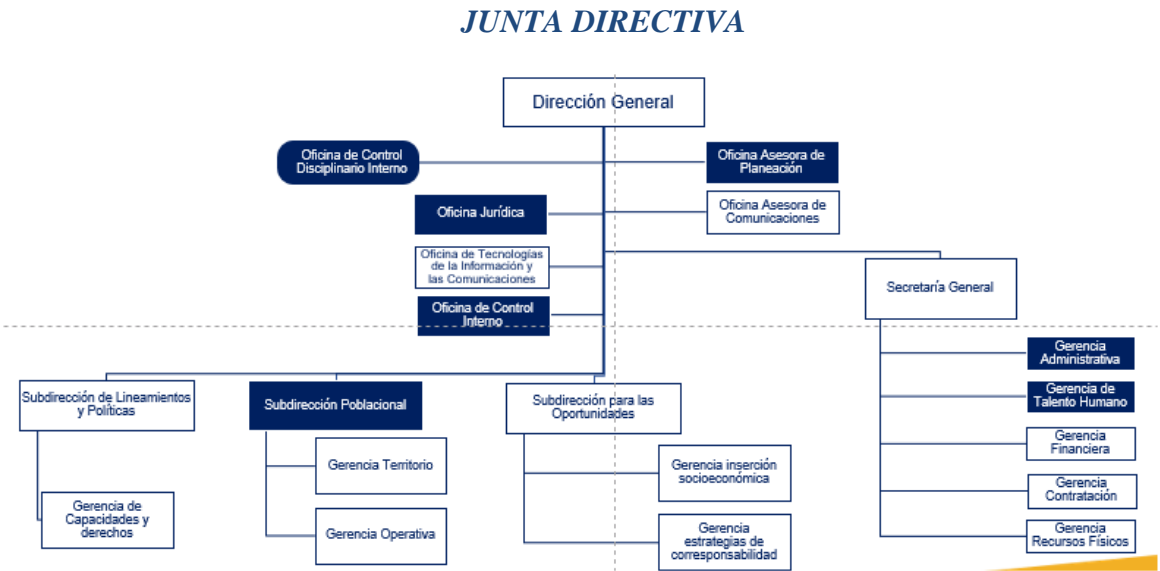 JUNTA DIRECTIVA
Dirección General
Oficina de Control
Disciplinario Interno
Oficina Asesora de
Planeación
Oficina Jurídica
Oficina Asesora de
Comunicaciones
Oficina de Tecnologías
de la Información y
las Comunicaciones
Secretaría General
Oficina de Control
Interno
Gerencia
Administrativa
Subdirección de Lineamientos
y Políticas
Subdirección Poblacional
Subdirección para las
Oportunidades
Gerencia de
Talento Humano
Gerencia
Financiera
Gerencia Territorio
Gerencia inserción
socioeconómica
Gerencia
Contratación
Gerencia de
Capacidades y
derechos
Gerencia Operativa
Gerencia
estrategias de
corresponsabilidad
Gerencia
Recursos Físicos